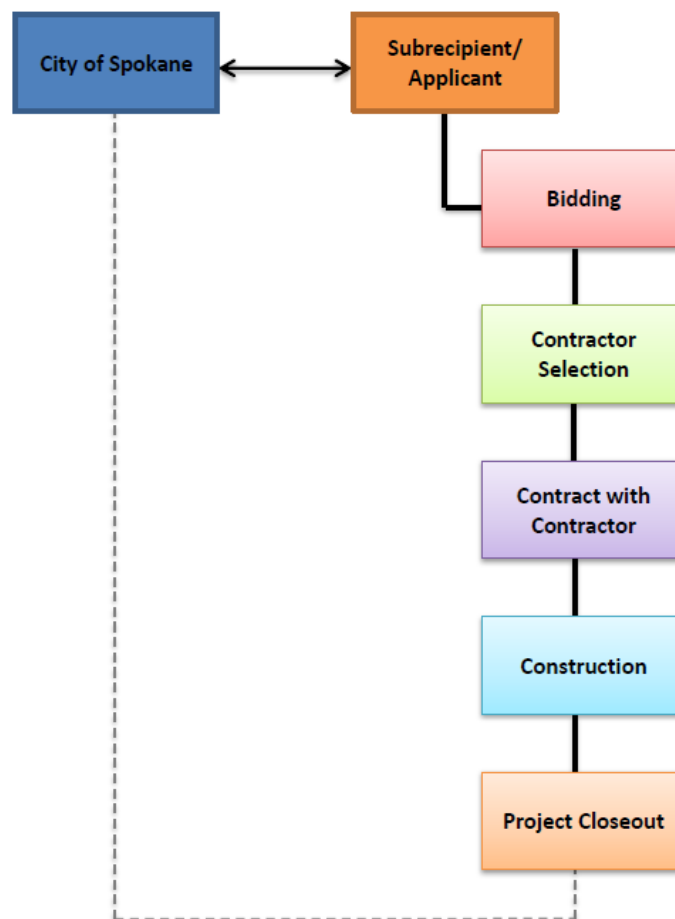 City of Spokane
Subrecipient/
Applicant
Bidding
Contractor
Selection
Contract with
Contractor
Construction
Project Closeout